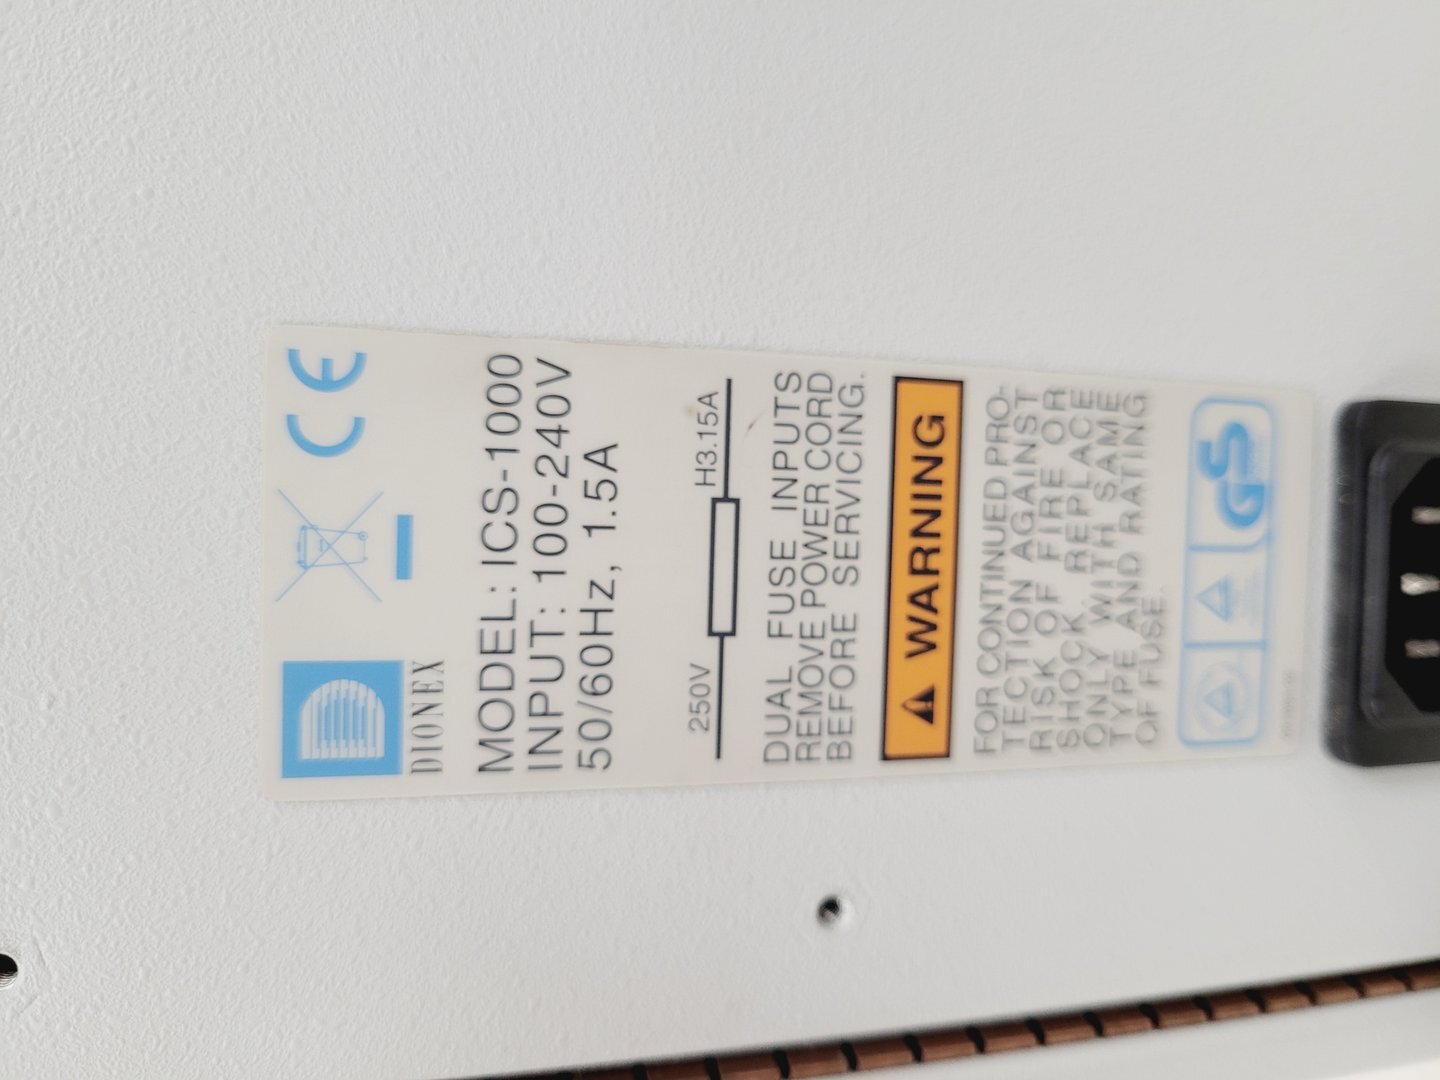 DIONEX
CE
MODEL: ICS-1000
INPUT: 100-240V
50/60Hz, 1.5A
250V H3.15A
DUAL FUSE INPUTS
REMOVE POWER CORD
BEFORE SERVICING.
WARNING
FOR CONTINUED PRO-
TECTION AGAINST
RISK OF FIRE OR
SHOCK, REPLACE
ONLY WITH SAME
TYPE AND RATING
OF FUSE.
GS